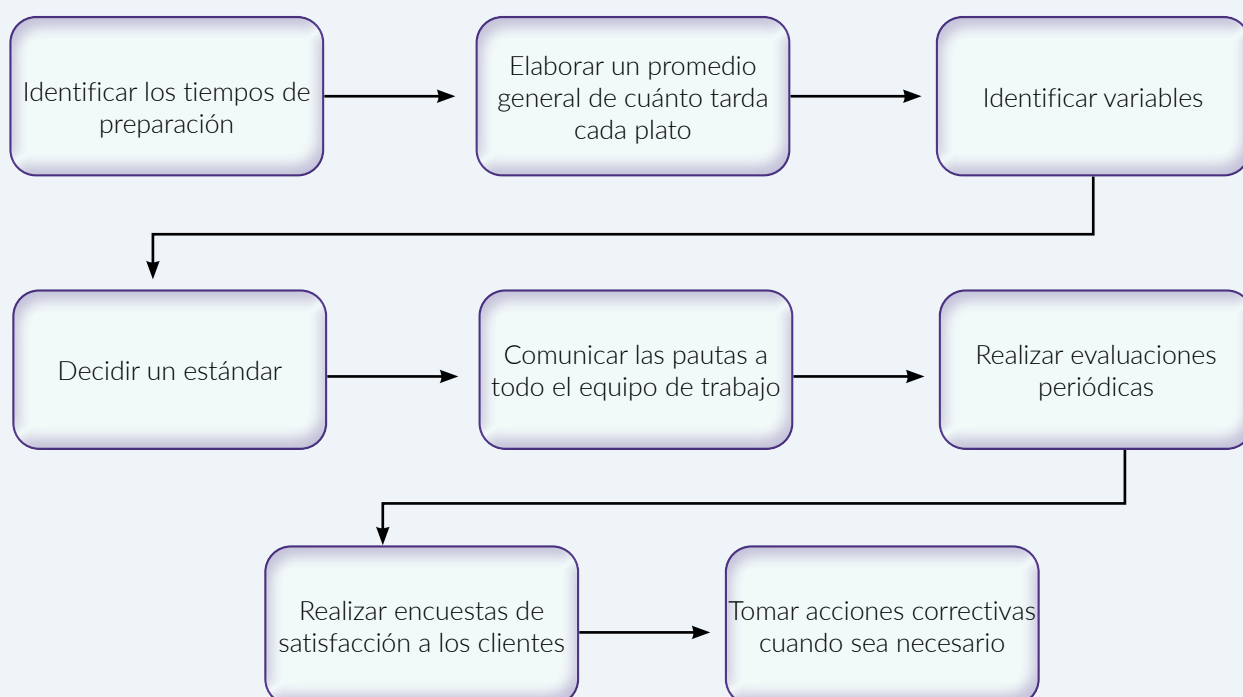 Identificar los tiempos de
preparación
Elaborar un promedio
general de cuánto tarda
cada plato
Identificar variables
Decidir un estándar
Comunicar las pautas a
todo el equipo de trabajo
Realizar evaluaciones
periódicas
Realizar encuestas de
satisfacción a los clientes
Tomar acciones correctivas
cuando sea necesario